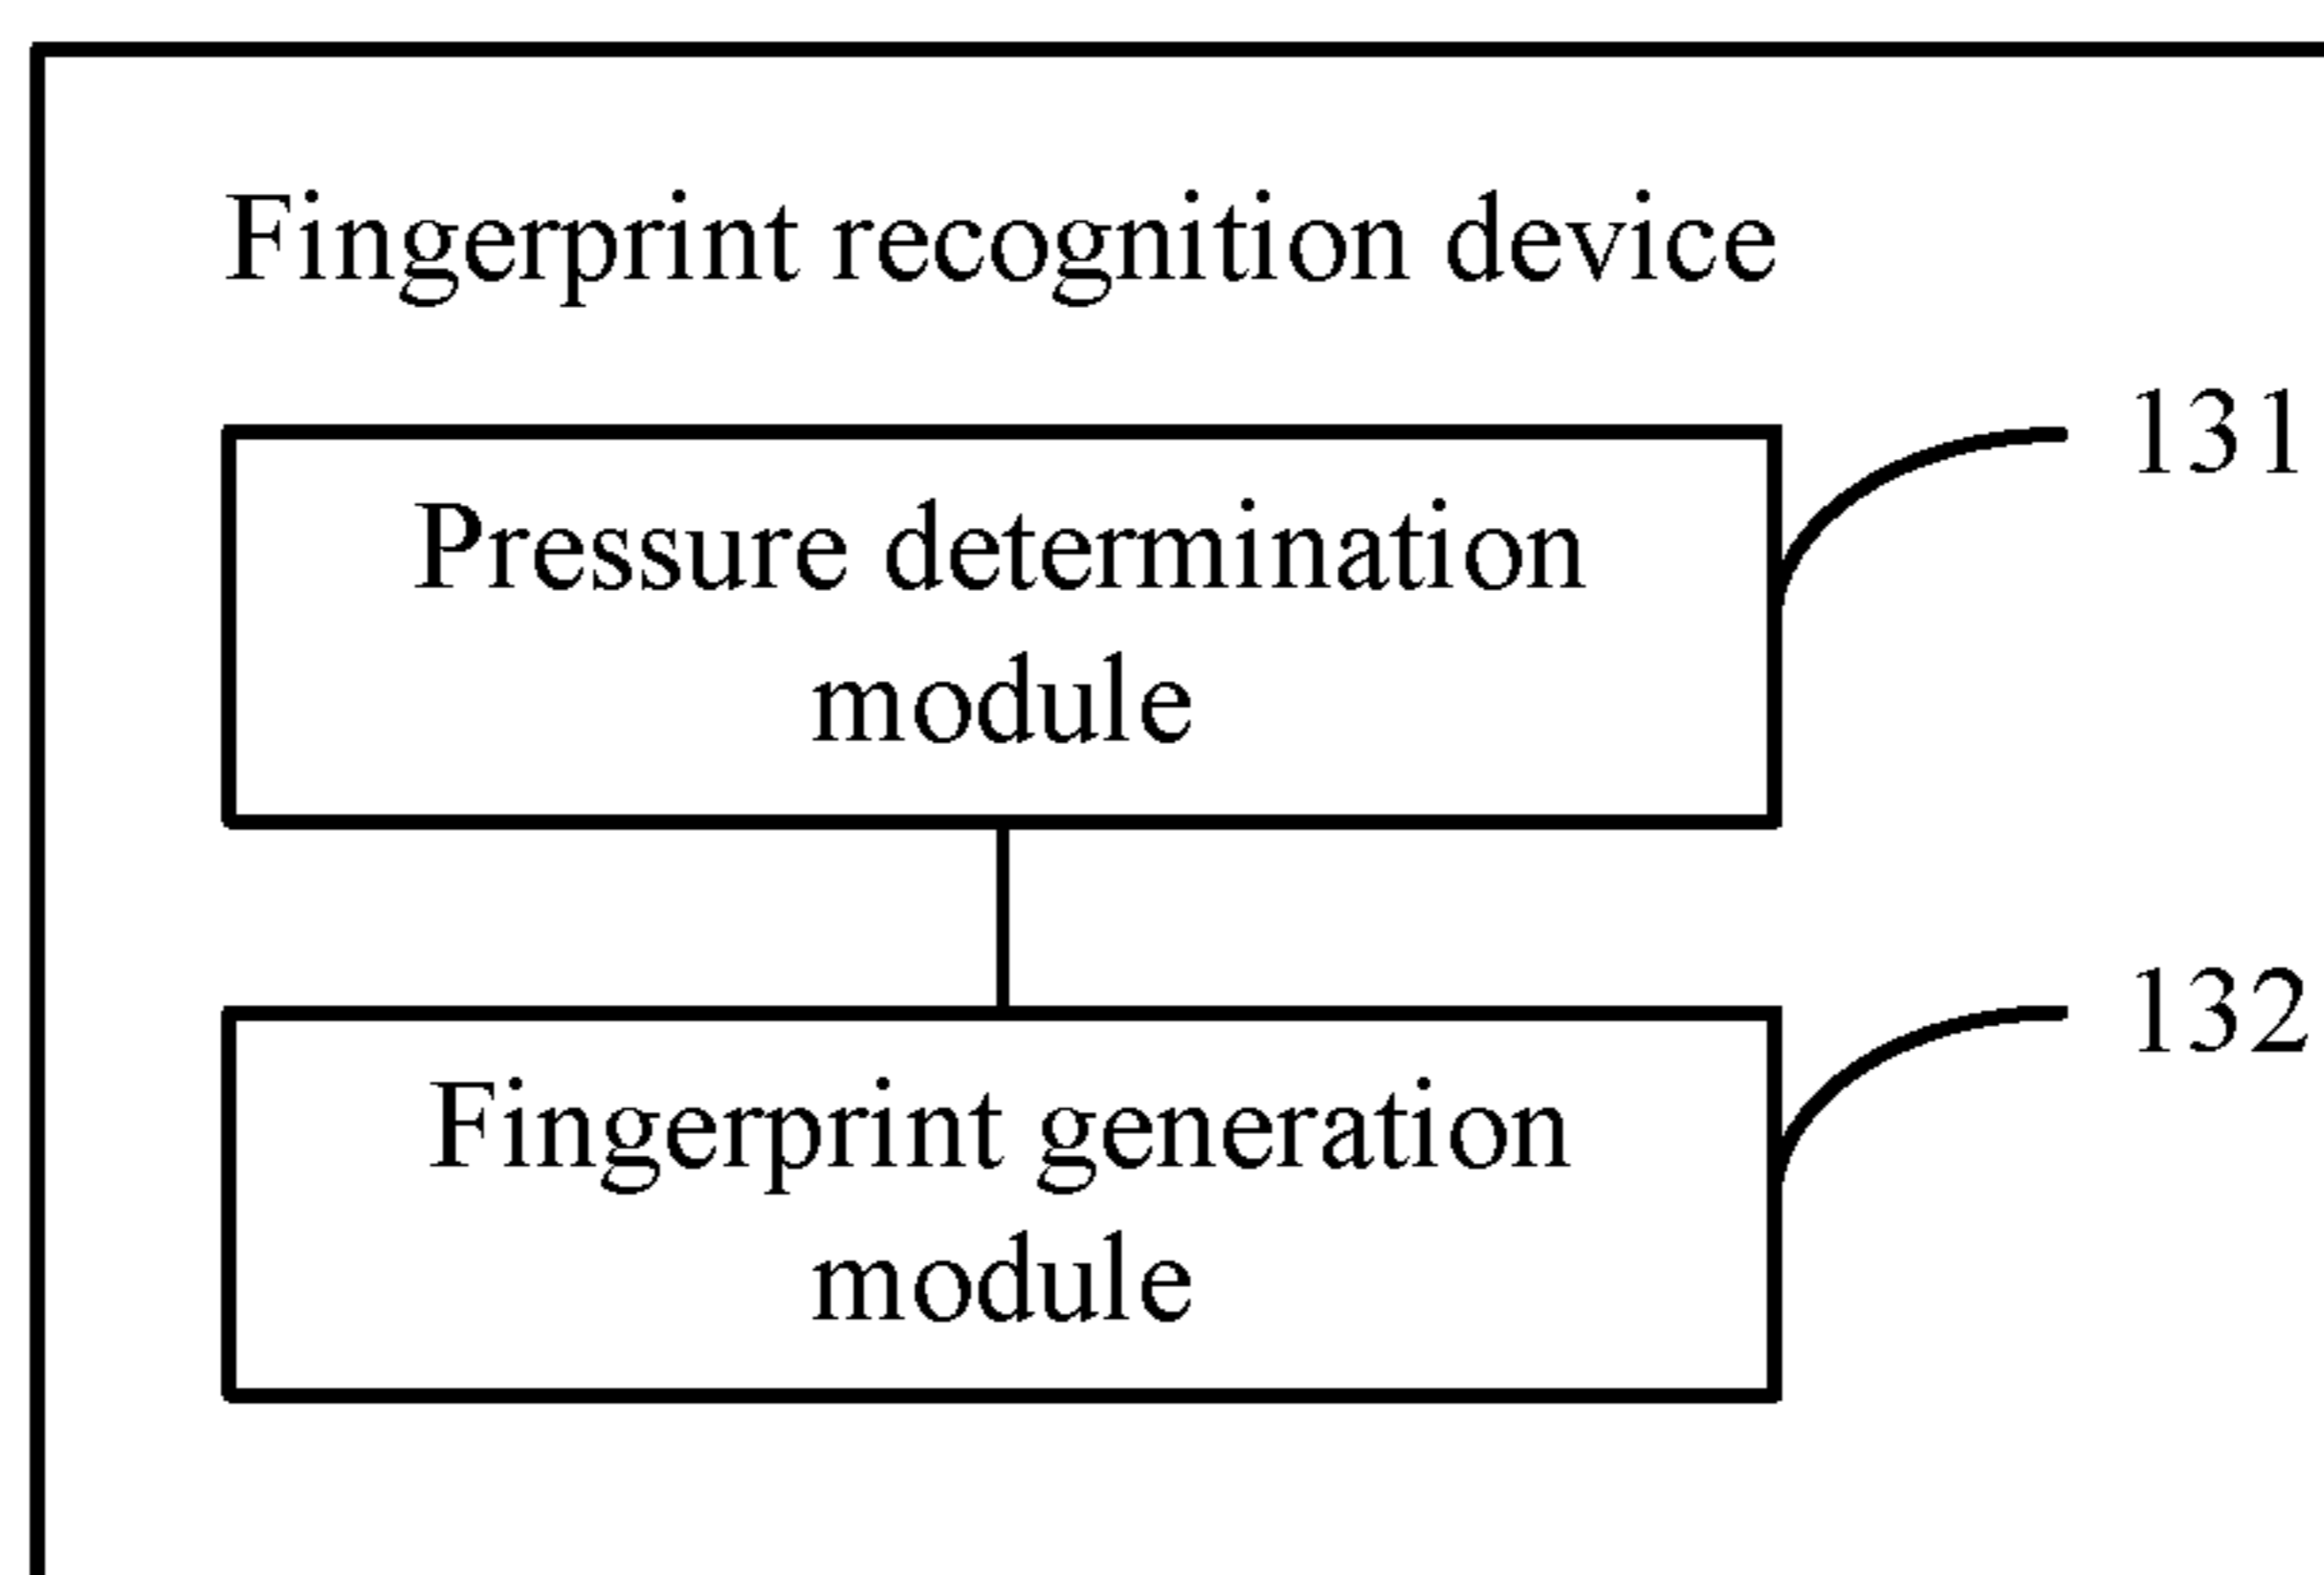 Fingerprint recognition device
131
Pressure determination
module
132
Fingerprint generation
module